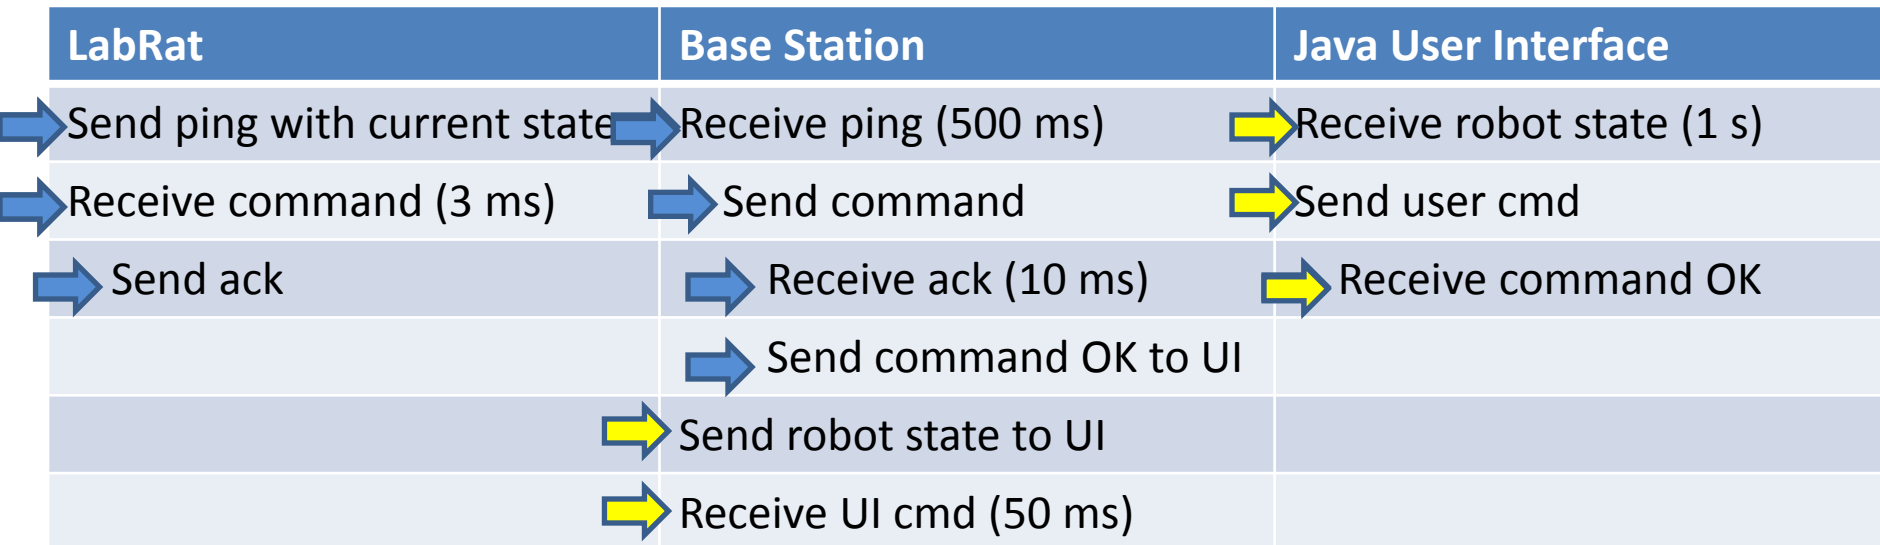 LabRat
Base Station
Java User Interface
Send ping with current state
Receive ping (500 ms)
Receive robot state (1 s)
Receive command (3 ms)
Send command
Send user cmd
Send ack
Receive ack (10 ms)
Receive command OK
Send command OK to UI
Send robot state to UI
Receive UI cmd (50 ms)